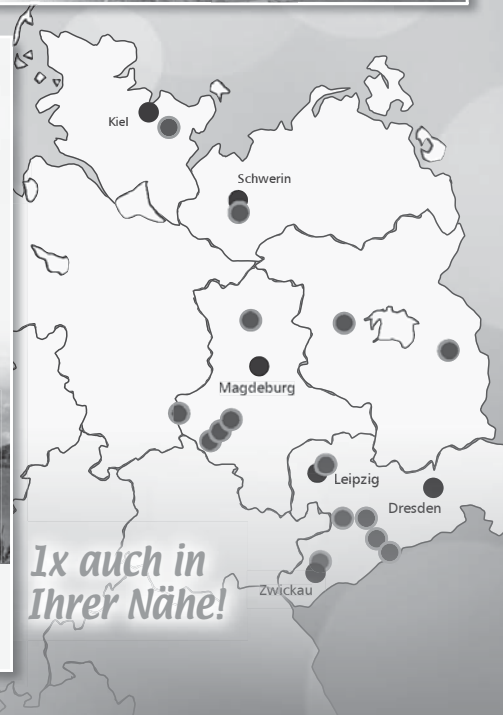 Kiel
Schwerin
Magdeburg
Leipzig
Dresden
Zwickau
1x auch in
Ihrer Nähe!